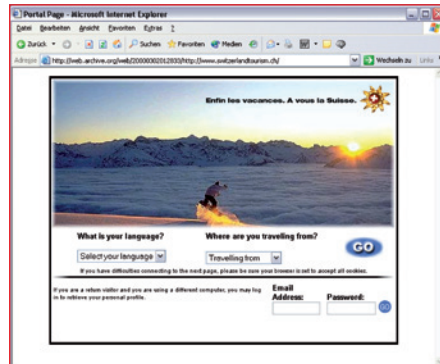 Portal Page - Microsoft Internet Explorer
Datei Bearbeiten Ansicht Favoriten Extras ?
Zurück Suchen Favoriten Medien
Adresse http://web.archive.org/web/20000302012830/http://www.switzerlandtourism.ch/ Wechseln zu
Enfin les vacances. A vous la Suisse.
What is your language? Where are you traveling from?
Select your language Travelling from GO
If you have difficulties connecting to the next page, please be sure your browser is set to accept all cookies.
If you are a return visitor and you are using a different computer, you may log
in to retrieve your personal profile.
Email
Address: Password:
GO